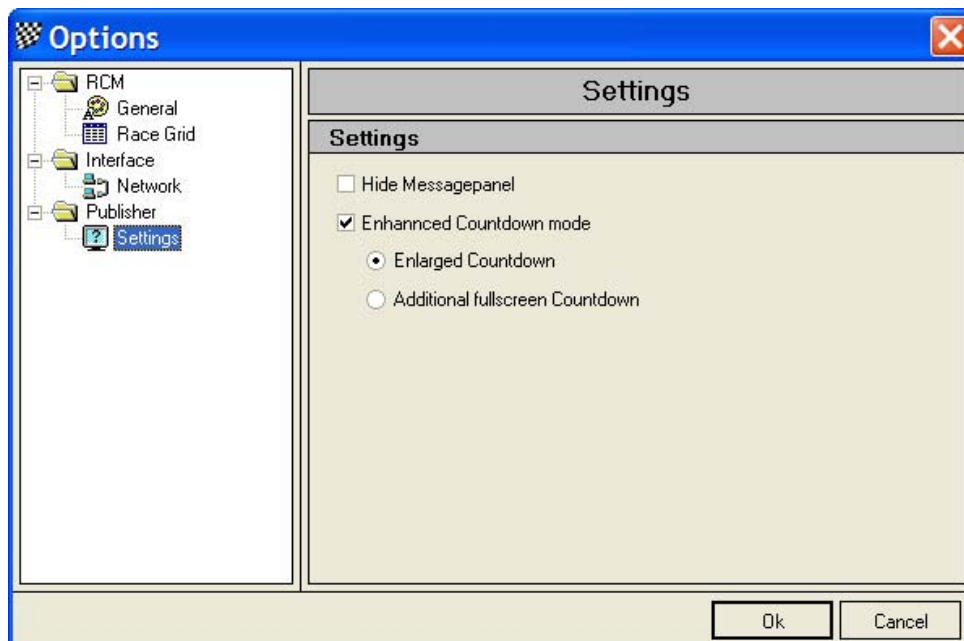 Options
RCM
General
Race Grid
Interface
Network
Publisher
Settings
Settings
Settings
Hide Messagepanel
Enhannced Countdown mode
Enlarged Countdown
Additional fullscreen Countdown
Ok
Cancel